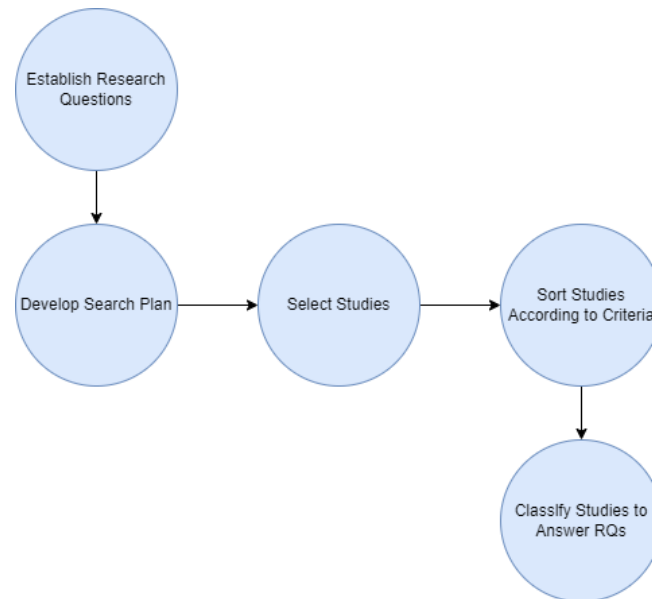 Establish Research
Questions
Develop Search Plan
Select Studies
Sort Studies
According to Criteria
Classify Studies to
Answer RQs